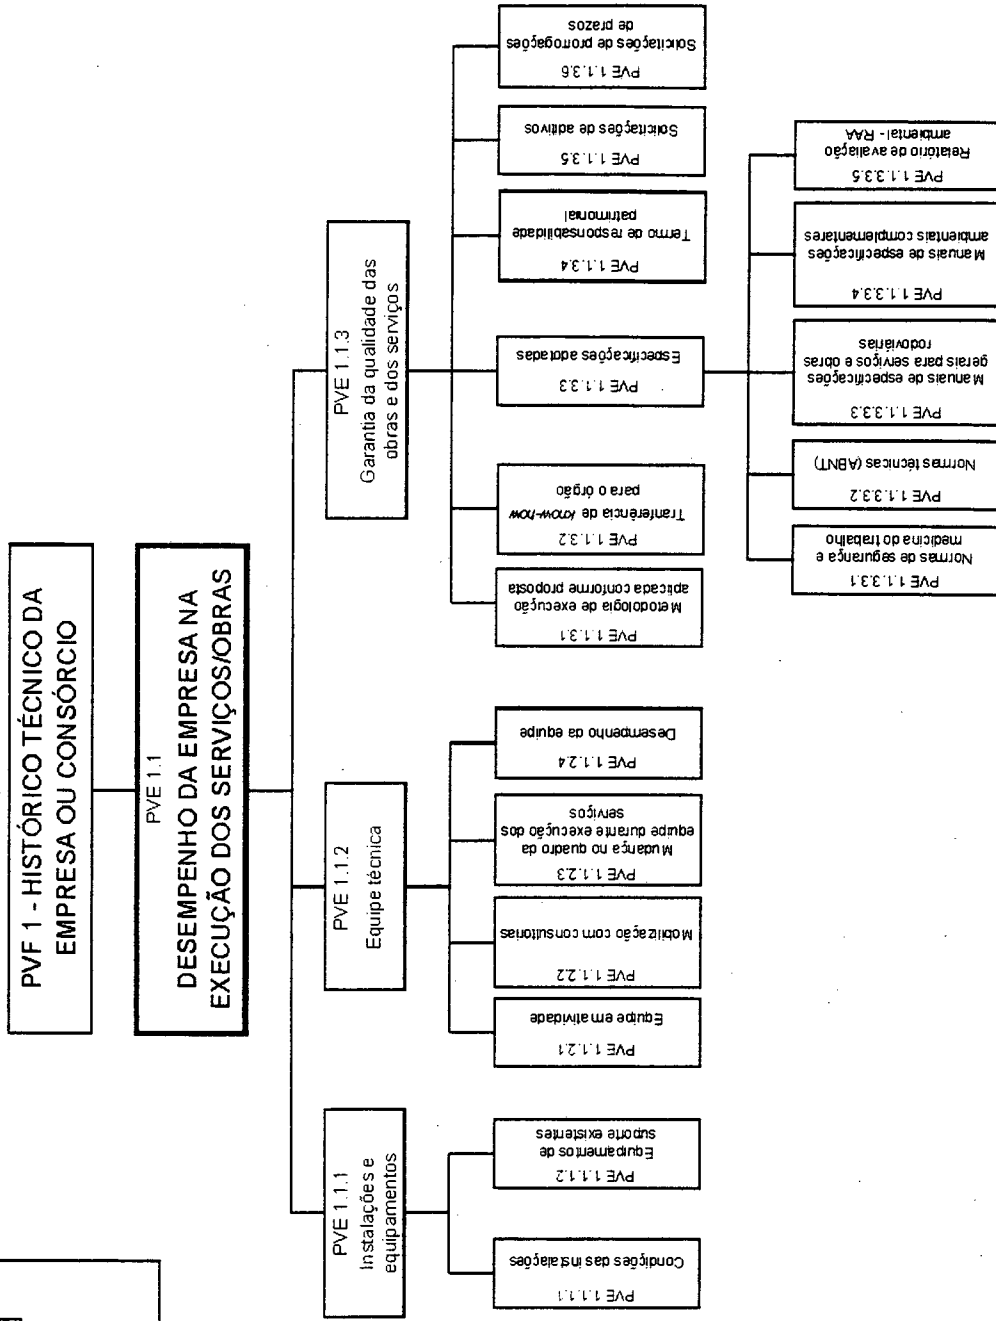 PVF 1 - HISTÓRICO TÉCNICO DA
EMPRESA OU CONSÓRCIO
PVE 1.1
DESEMPENHO DA EMPRESA NA
EXECUÇÃO DOS SERVIÇOS/OBRAS
PVE 1.1.1
Instalações e
equipamentos
PVE 1.1.2
Equipe técnica
PVE 1.1.3
Garantia da qualidade das
obras e dos serviços
PVE 1.1.1.1
Condições das instalações
PVE 1.1.1.2
Equipamentos de
suporte existentes
PVE 1.1.2.1
Equipe em atividade
PVE 1.1.2.2
Mobilização com consultorias
PVE 1.1.2.3
Mudança no quadro da
equipe durante execução dos
serviços
PVE 1.1.2.4
Desempenho da equipe
PVE 1.1.3.1
Metodologia de execução
aplicada conforme proposta
PVE 1.1.3.2
Tranferência de know-how
para o órgão
PVE 1.1.3.3
Especificações adotadas
PVE 1.1.3.4
Termo de responsabilidade
patrimonial
PVE 1.1.3.5
Solicitações de aditivos
PVE 1.1.3.6
Solicitações de prorrogações
de prazos
PVE 1.1.3.3.1
Normas de segurança e
medicina do trabalho
PVE 1.1.3.3.2
Normas técnicas (ABNT)
PVE 1.1.3.3.3
Manuais de especificações
gerais para serviços e obras
rodoviárias
PVE 1.1.3.3.4
Manuais de especificações
ambientais complementares
PVE 1.1.3.3.5
Relatório de avaliação
ambiental - RAA